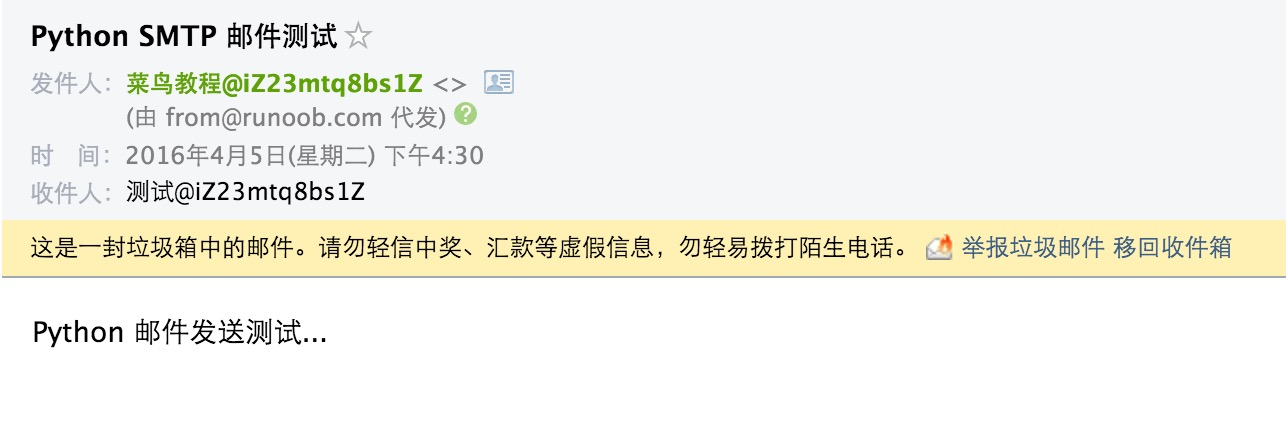 Python SMTP 邮件测试
发件人：菜鸟教程@iZ23mtq8bs1Z <>
(由 from@runoob.com 代发)
时 间：2016年4月5日(星期二) 下午4:30
收件人：测试@iZ23mtq8bs1Z
这是一封垃圾箱中的邮件。请勿轻信中奖、汇款等虚假信息，勿轻易拨打陌生电话。 举报垃圾邮件 移回收件箱
Python 邮件发送测试...